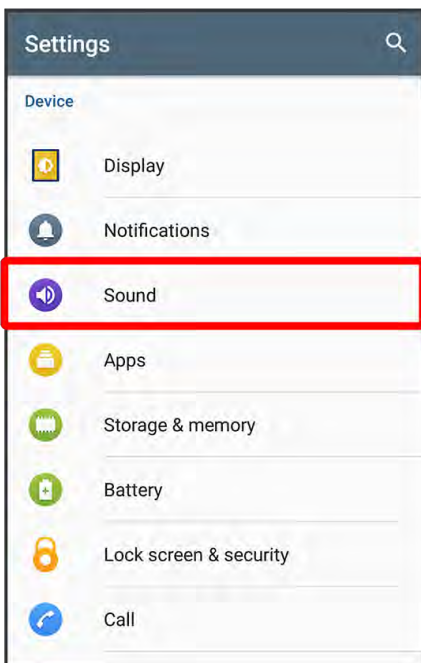 Settings
Device
Display
Notifications
Sound
Apps
Storage & memory
Battery
Lock screen & security
Call